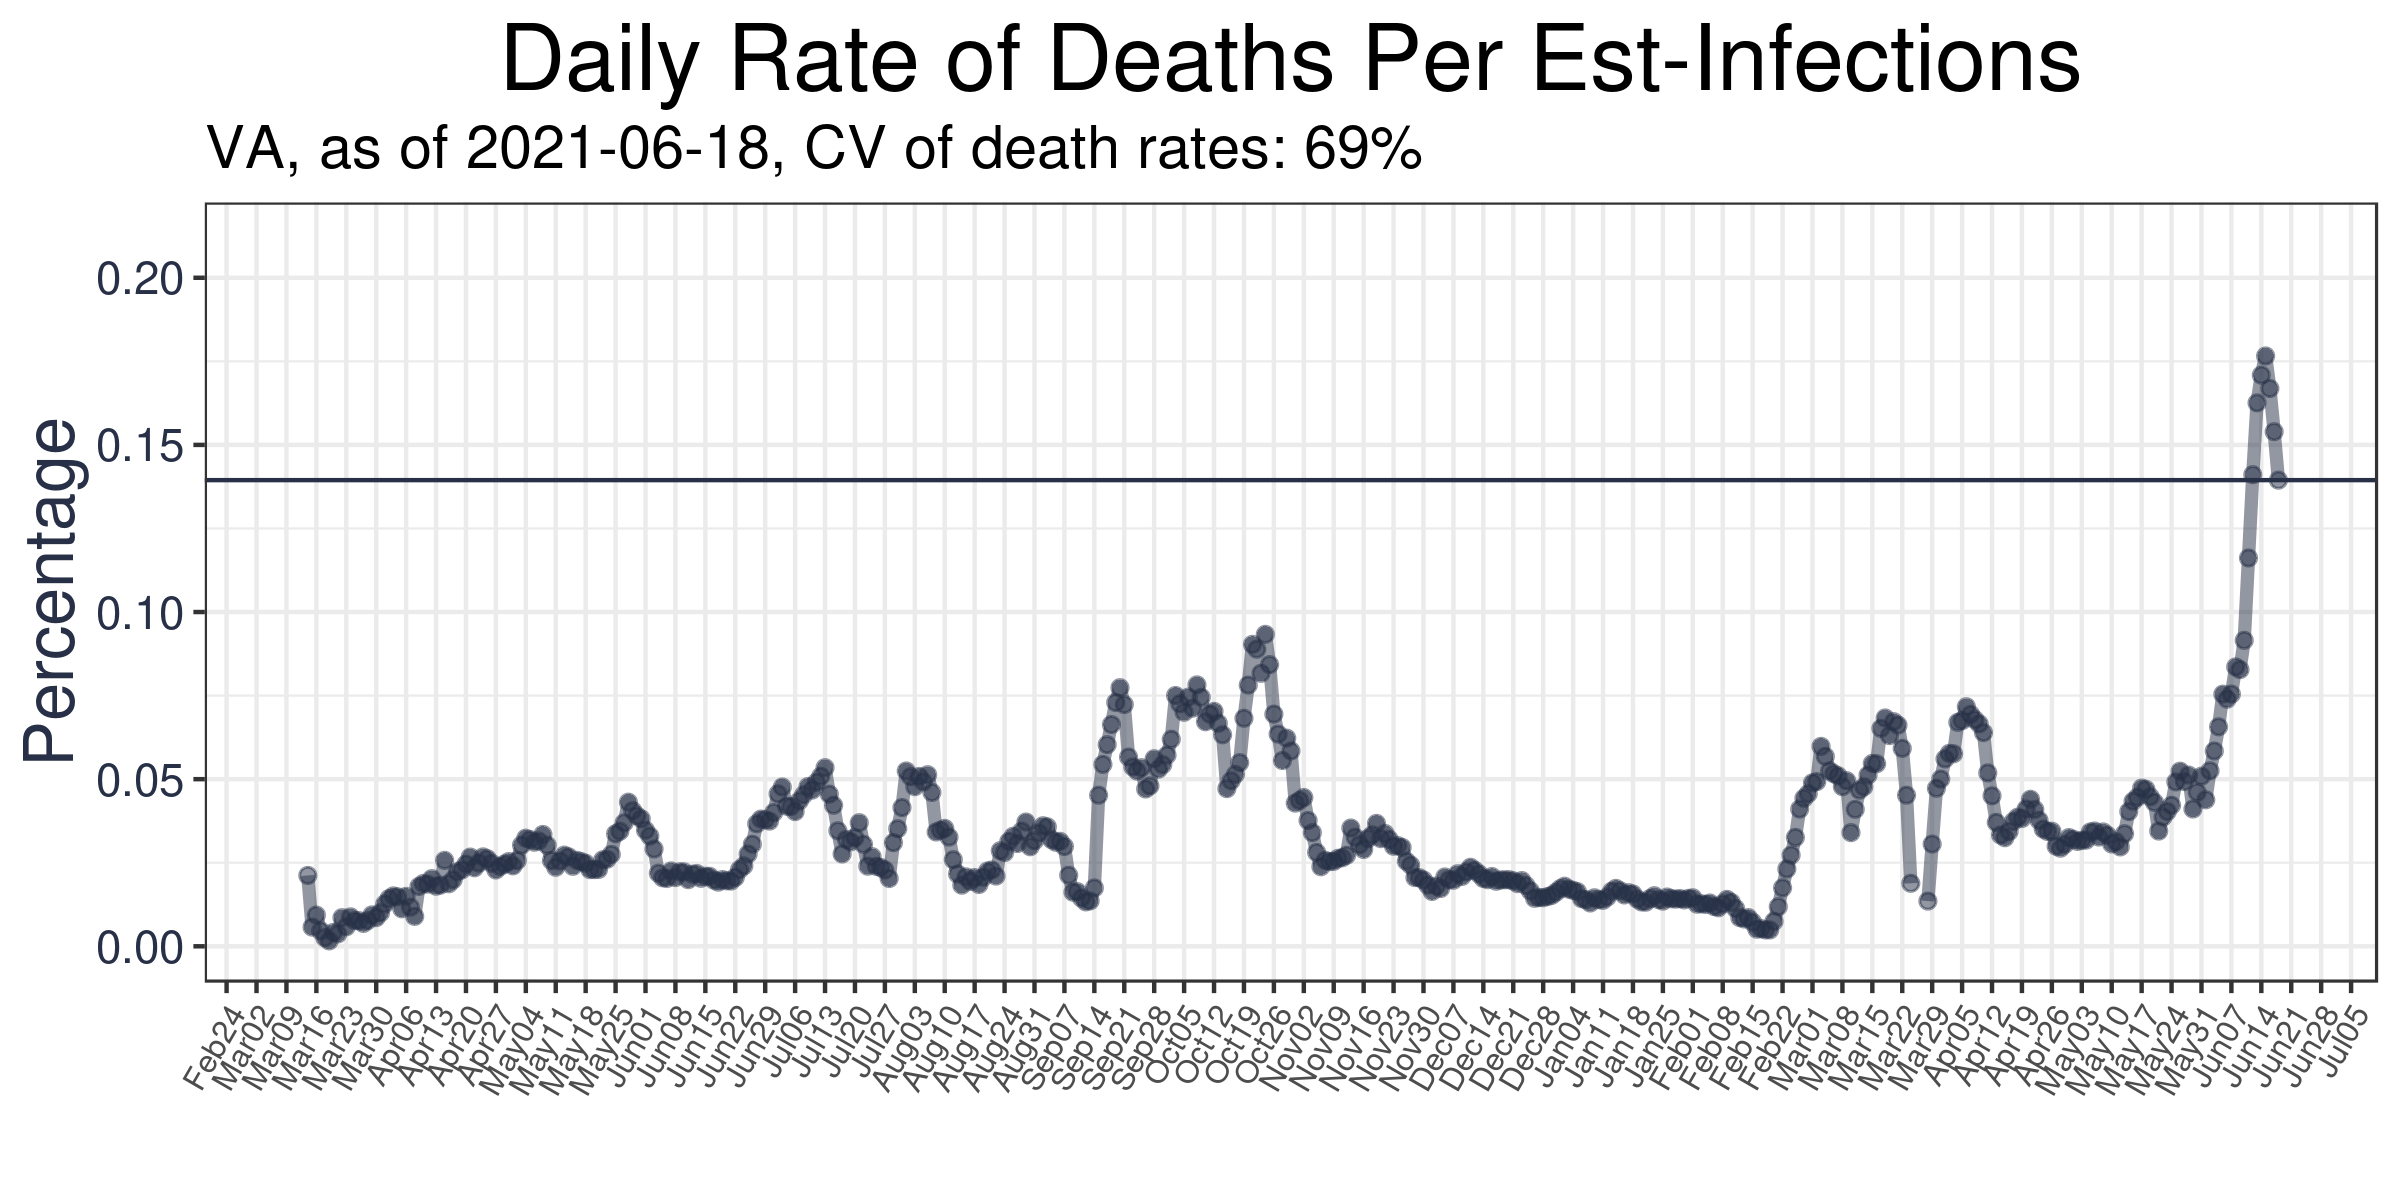 Daily Rate of Deaths Per Est-Infections
VA, as of 2021-06-18, CV of death rates: 69%
Percentage
0.20
0.15
0.10
0.05
0.00
Feb24
Mar02
Mar09
Mar16
Mar23
Mar30
Apr06
Apr13
Apr20
Apr27
May04
May11
May18
May25
Jun01
Jun08
Jun15
Jun22
Jun29
Jul06
Jul13
Jul20
Jul27
Aug03
Aug10
Aug17
Aug24
Aug31
Sep07
Sep14
Sep21
Sep28
Oct05
Oct12
Oct19
Oct26
Nov02
Nov09
Nov16
Nov23
Nov30
Dec07
Dec14
Dec21
Dec28
Jan04
Jan11
Jan18
Jan25
Feb01
Feb08
Feb15
Feb22
Mar01
Mar08
Mar15
Mar22
Mar29
Apr05
Apr12
Apr19
Apr26
May03
May10
May17
May24
May31
Jun07
Jun14
Jun21
Jun28
Jul05